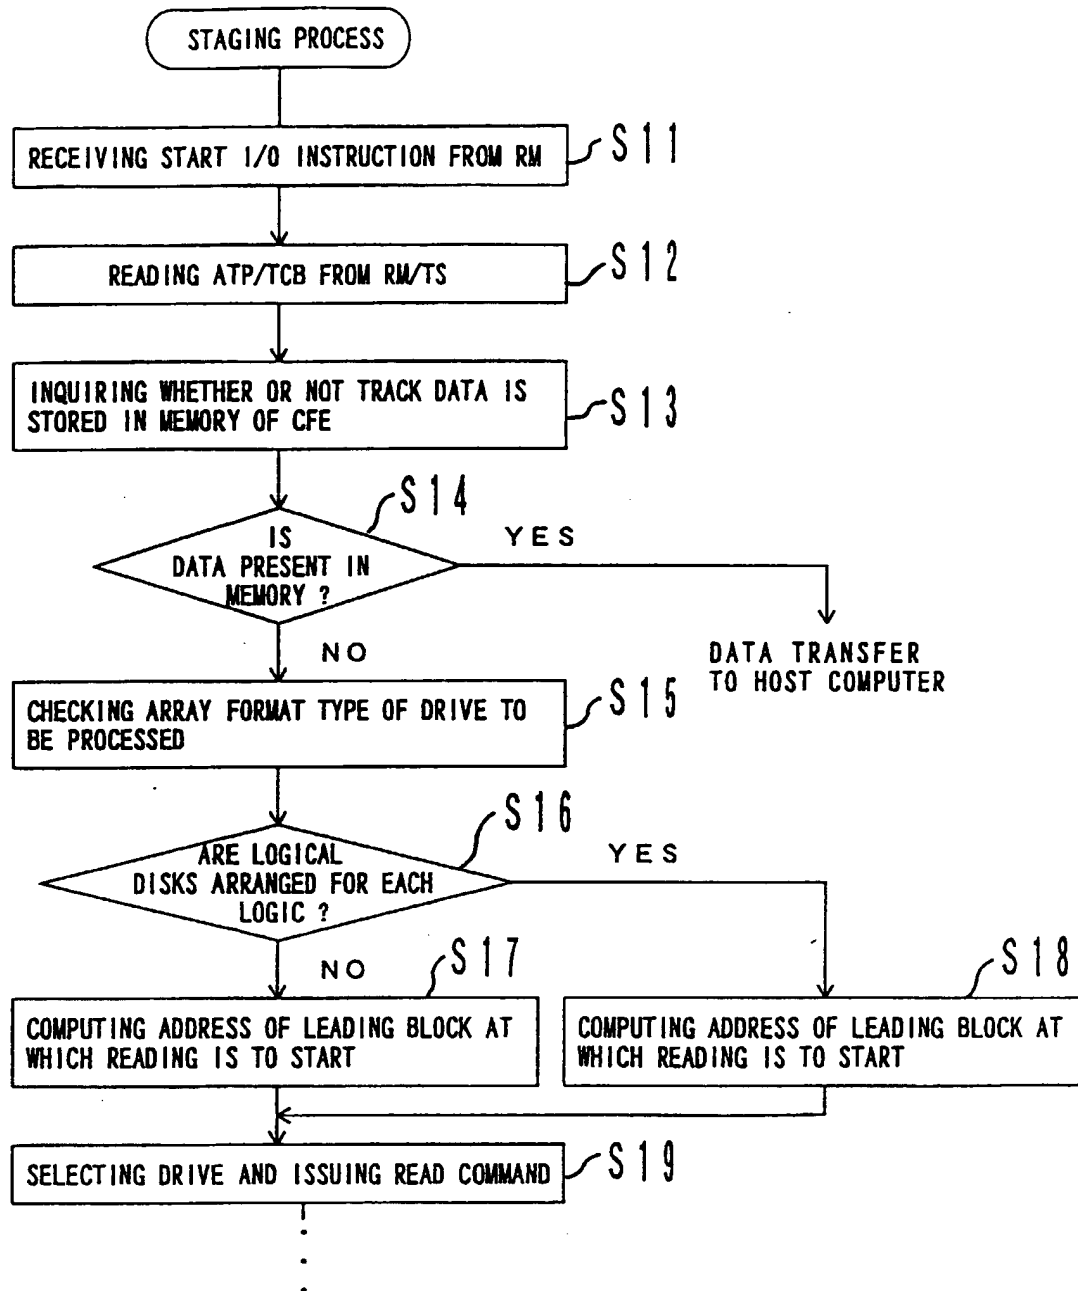 STAGING PROCESS
RECEIVING START I/O INSTRUCTION FROM RM
S11
READING ATP/TCB FROM RM/TS
S12
INQUIRING WHETHER OR NOT TRACK DATA IS
STORED IN MEMORY OF CFE
S13
S14
IS
DATA PRESENT IN
MEMORY ?
YES
NO
DATA TRANSFER
TO HOST COMPUTER
CHECKING ARRAY FORMAT TYPE OF DRIVE TO
BE PROCESSED
S15
S16
ARE LOGICAL
DISKS ARRANGED FOR EACH
LOGIC ?
YES
NO
S17
S18
COMPUTING ADDRESS OF LEADING BLOCK AT
WHICH READING IS TO START
COMPUTING ADDRESS OF LEADING BLOCK AT
WHICH READING IS TO START
SELECTING DRIVE AND ISSUING READ COMMAND
S19